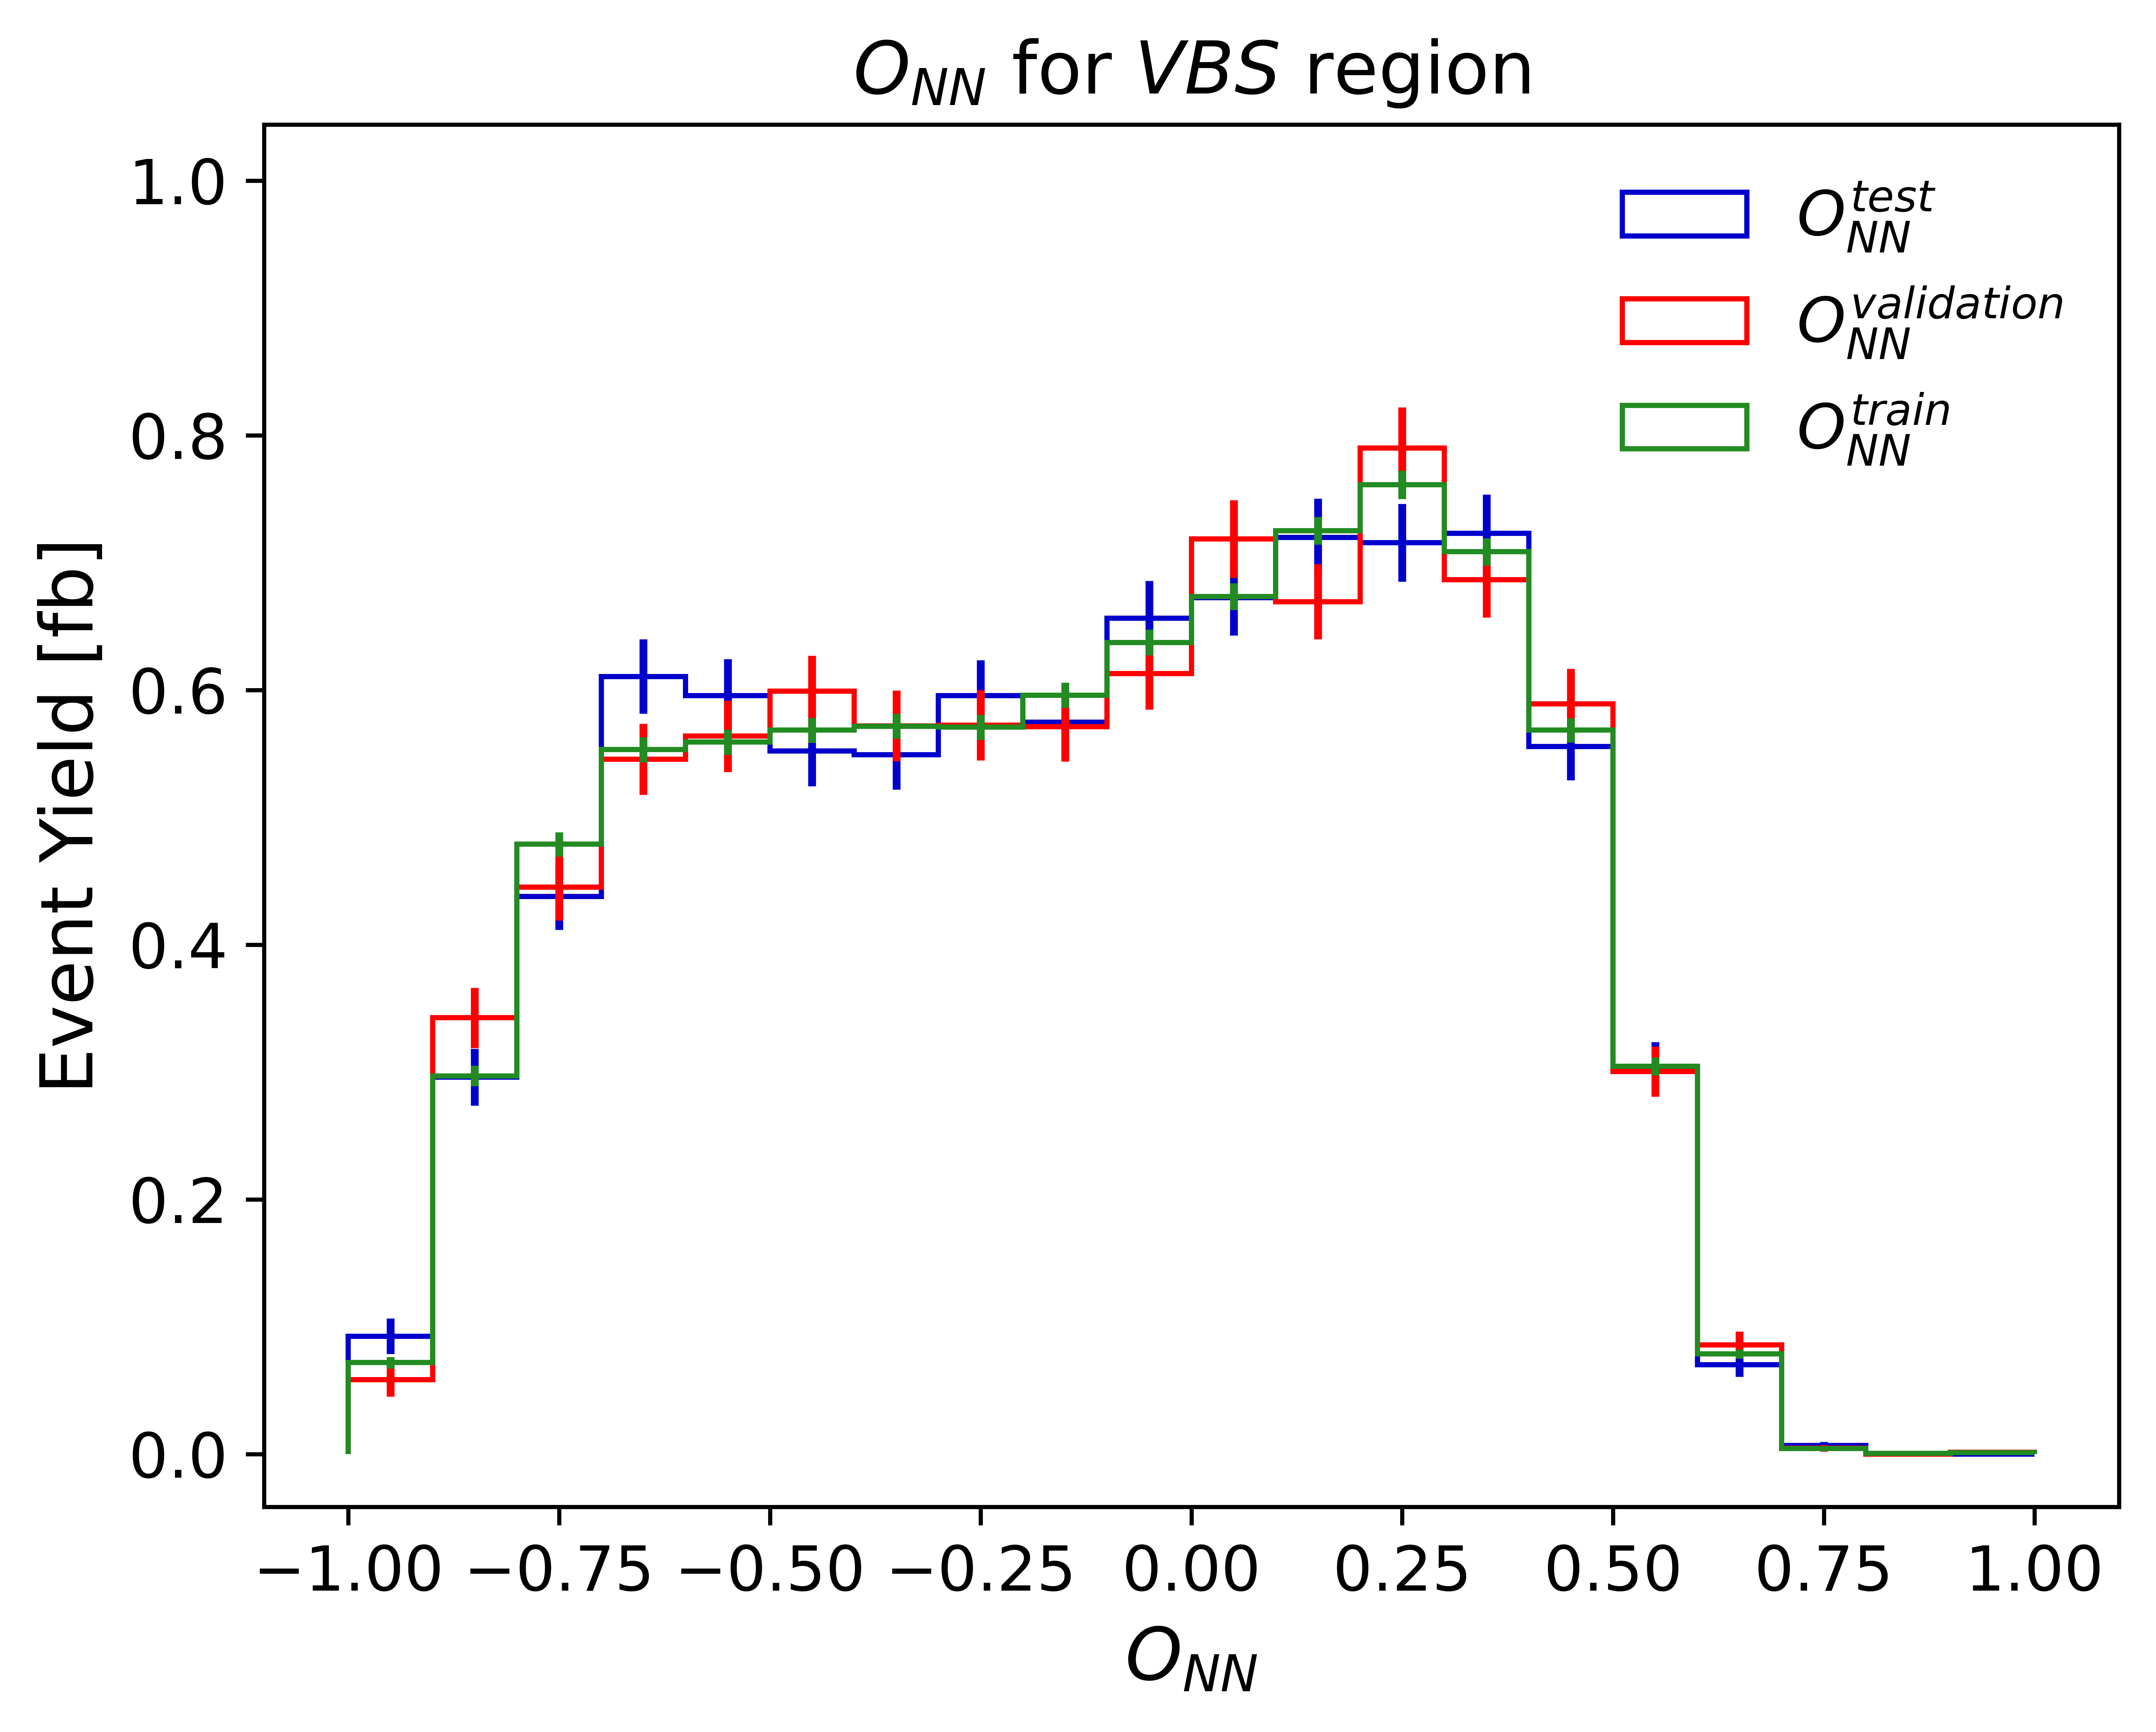 O_NN for VBS region
1.0
0.8
0.6
0.4
0.2
0.0
Event Yield [fb]
O_NN^test
O_NN^validation
O_NN^train
−1.00 −0.75 −0.50 −0.25 0.00 0.25 0.50 0.75 1.00
O_NN